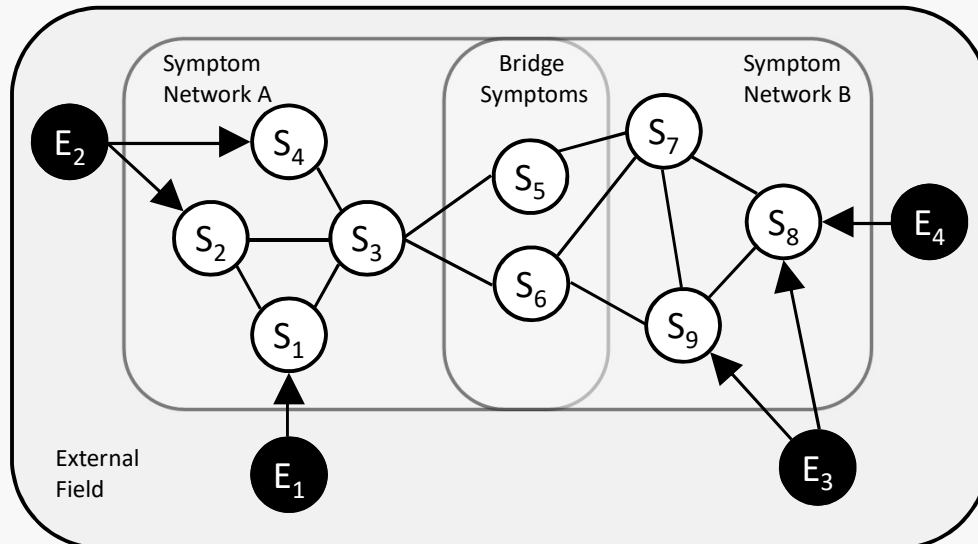 Symptom
Network A
Bridge
Symptoms
Symptom
Network B
E₂
S₄
S₅
S₇
S₂
S₃
S₈
E₄
S₆
S₁
S₉
External
Field
E₁
E₃